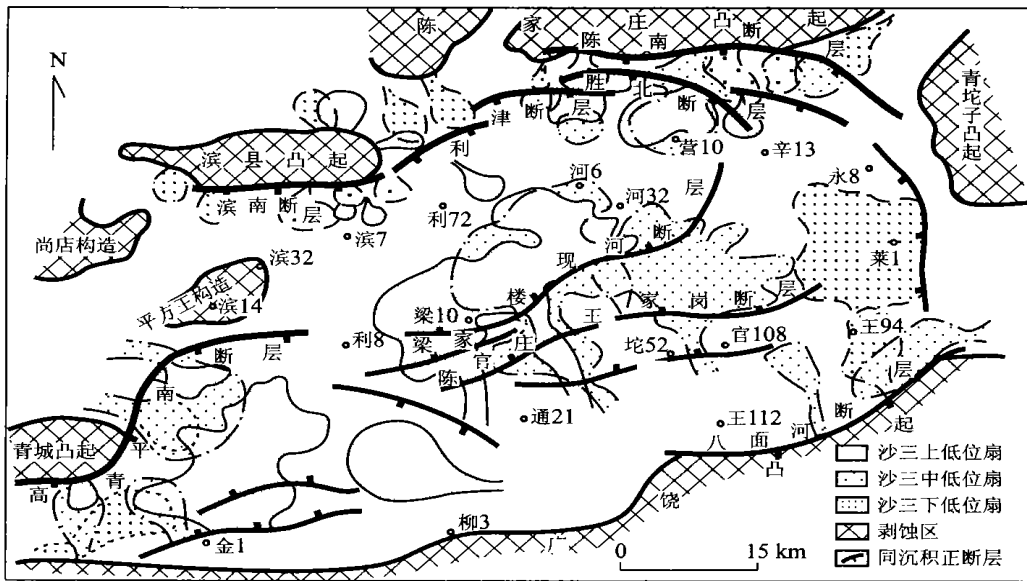 陈家庄凸起
陈南断层
N
胜北断层
利津断层
青坨子凸起
滨县凸起
营10
辛13
永8
河6
滨南断层
利72
河32
滨7
尚店构造
滨32
莱1
现河断层
平方王构造
滨14
梁10
楼
王家岗断层
利8
梁家庄
陈官庄
坨52
官108
王94
平南断层
通21
王112
八面河断层
青城凸起
高青
广饶凸起
柳3
金1
0 15 km
沙三上低位扇
沙三中低位扇
沙三下低位扇
剥蚀区
同沉积正断层